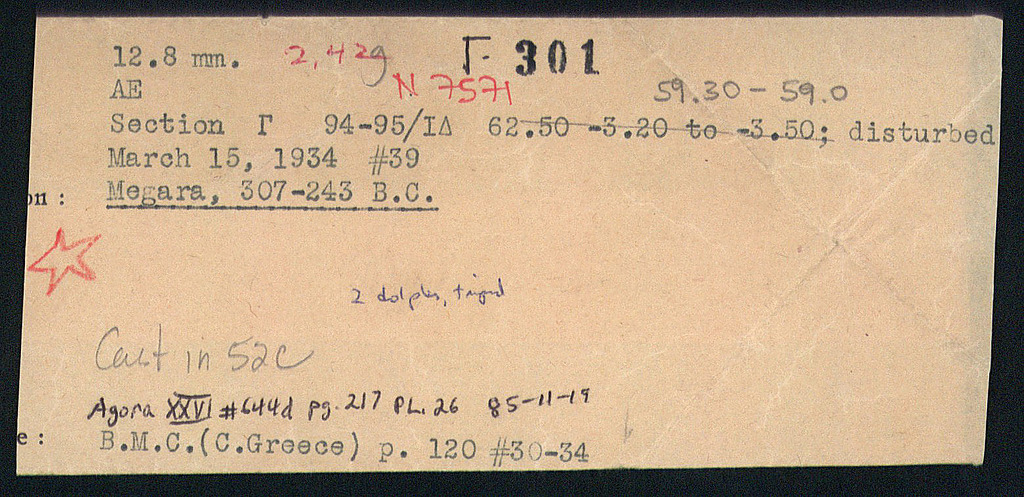 12.8 mm. 2,42g Γ· 301
AE N 7571 59.30 - 59.0
Section Γ 94-95/ΙΔ 62.50 -3.20 to -3.50; disturbed
March 15, 1934 #39
on: Megara, 307-243 B.C.
2 dolphs, tripod
Cast in 52C
Agora XXVI #644d pg. 217 PL. 26 85-11-19
e: B.M.C.(C.Greece) p. 120 #30-34